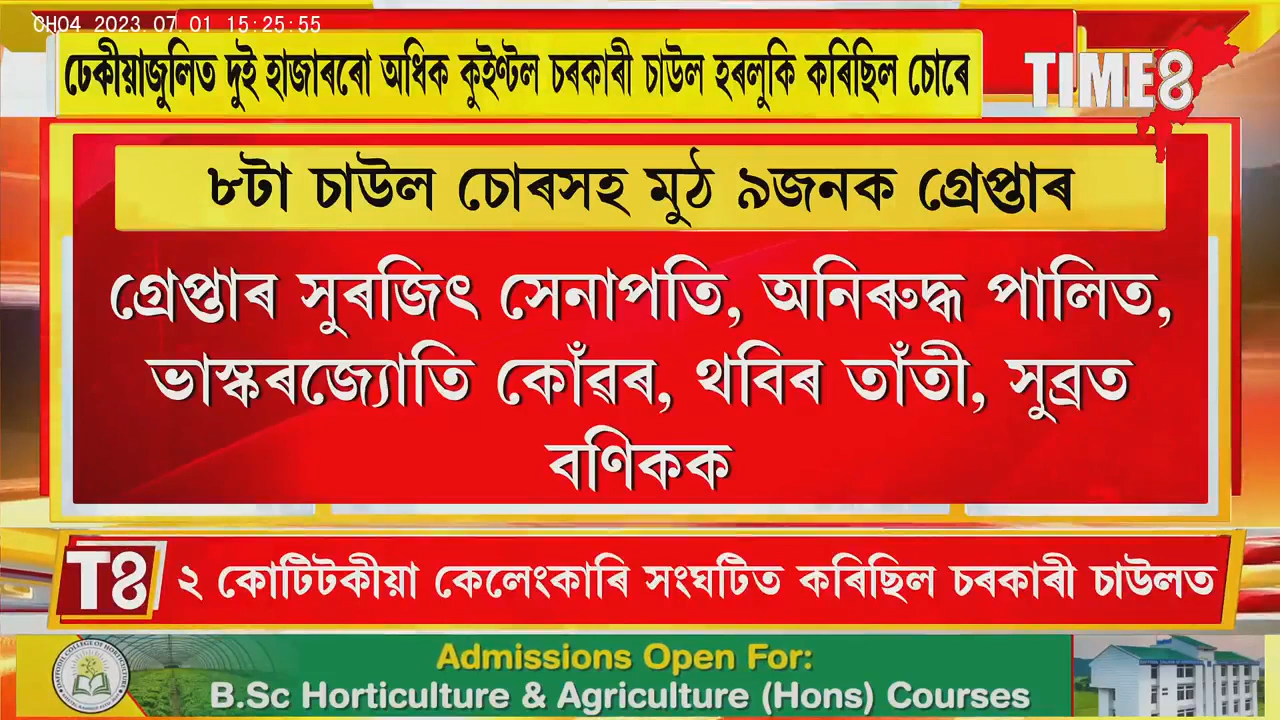 CH04 2023.07.01 15:25:55
ঢেকীয়াজুলিত দুই হাজাৰৰো অধিক কুইণ্টল চৰকাৰী চাউল হৰলুকি কৰিছিল চোৰে
TIME8
৮টা চাউল চোৰসহ মুঠ ৯জনক গ্ৰেপ্তাৰ
গ্ৰেপ্তাৰ সুৰজিৎ সেনাপতি, অনিৰুদ্ধ পালিত,
ভাস্কৰজ্যোতি কোঁৱৰ, থবিৰ তাঁতী, সুব্ৰত
বণিকক
T8
২ কোটিটকীয়া কেলেংকাৰি সংঘটিত কৰিছিল চৰকাৰী চাউলত
Admissions Open For:
B.Sc Horticulture & Agriculture (Hons) Courses